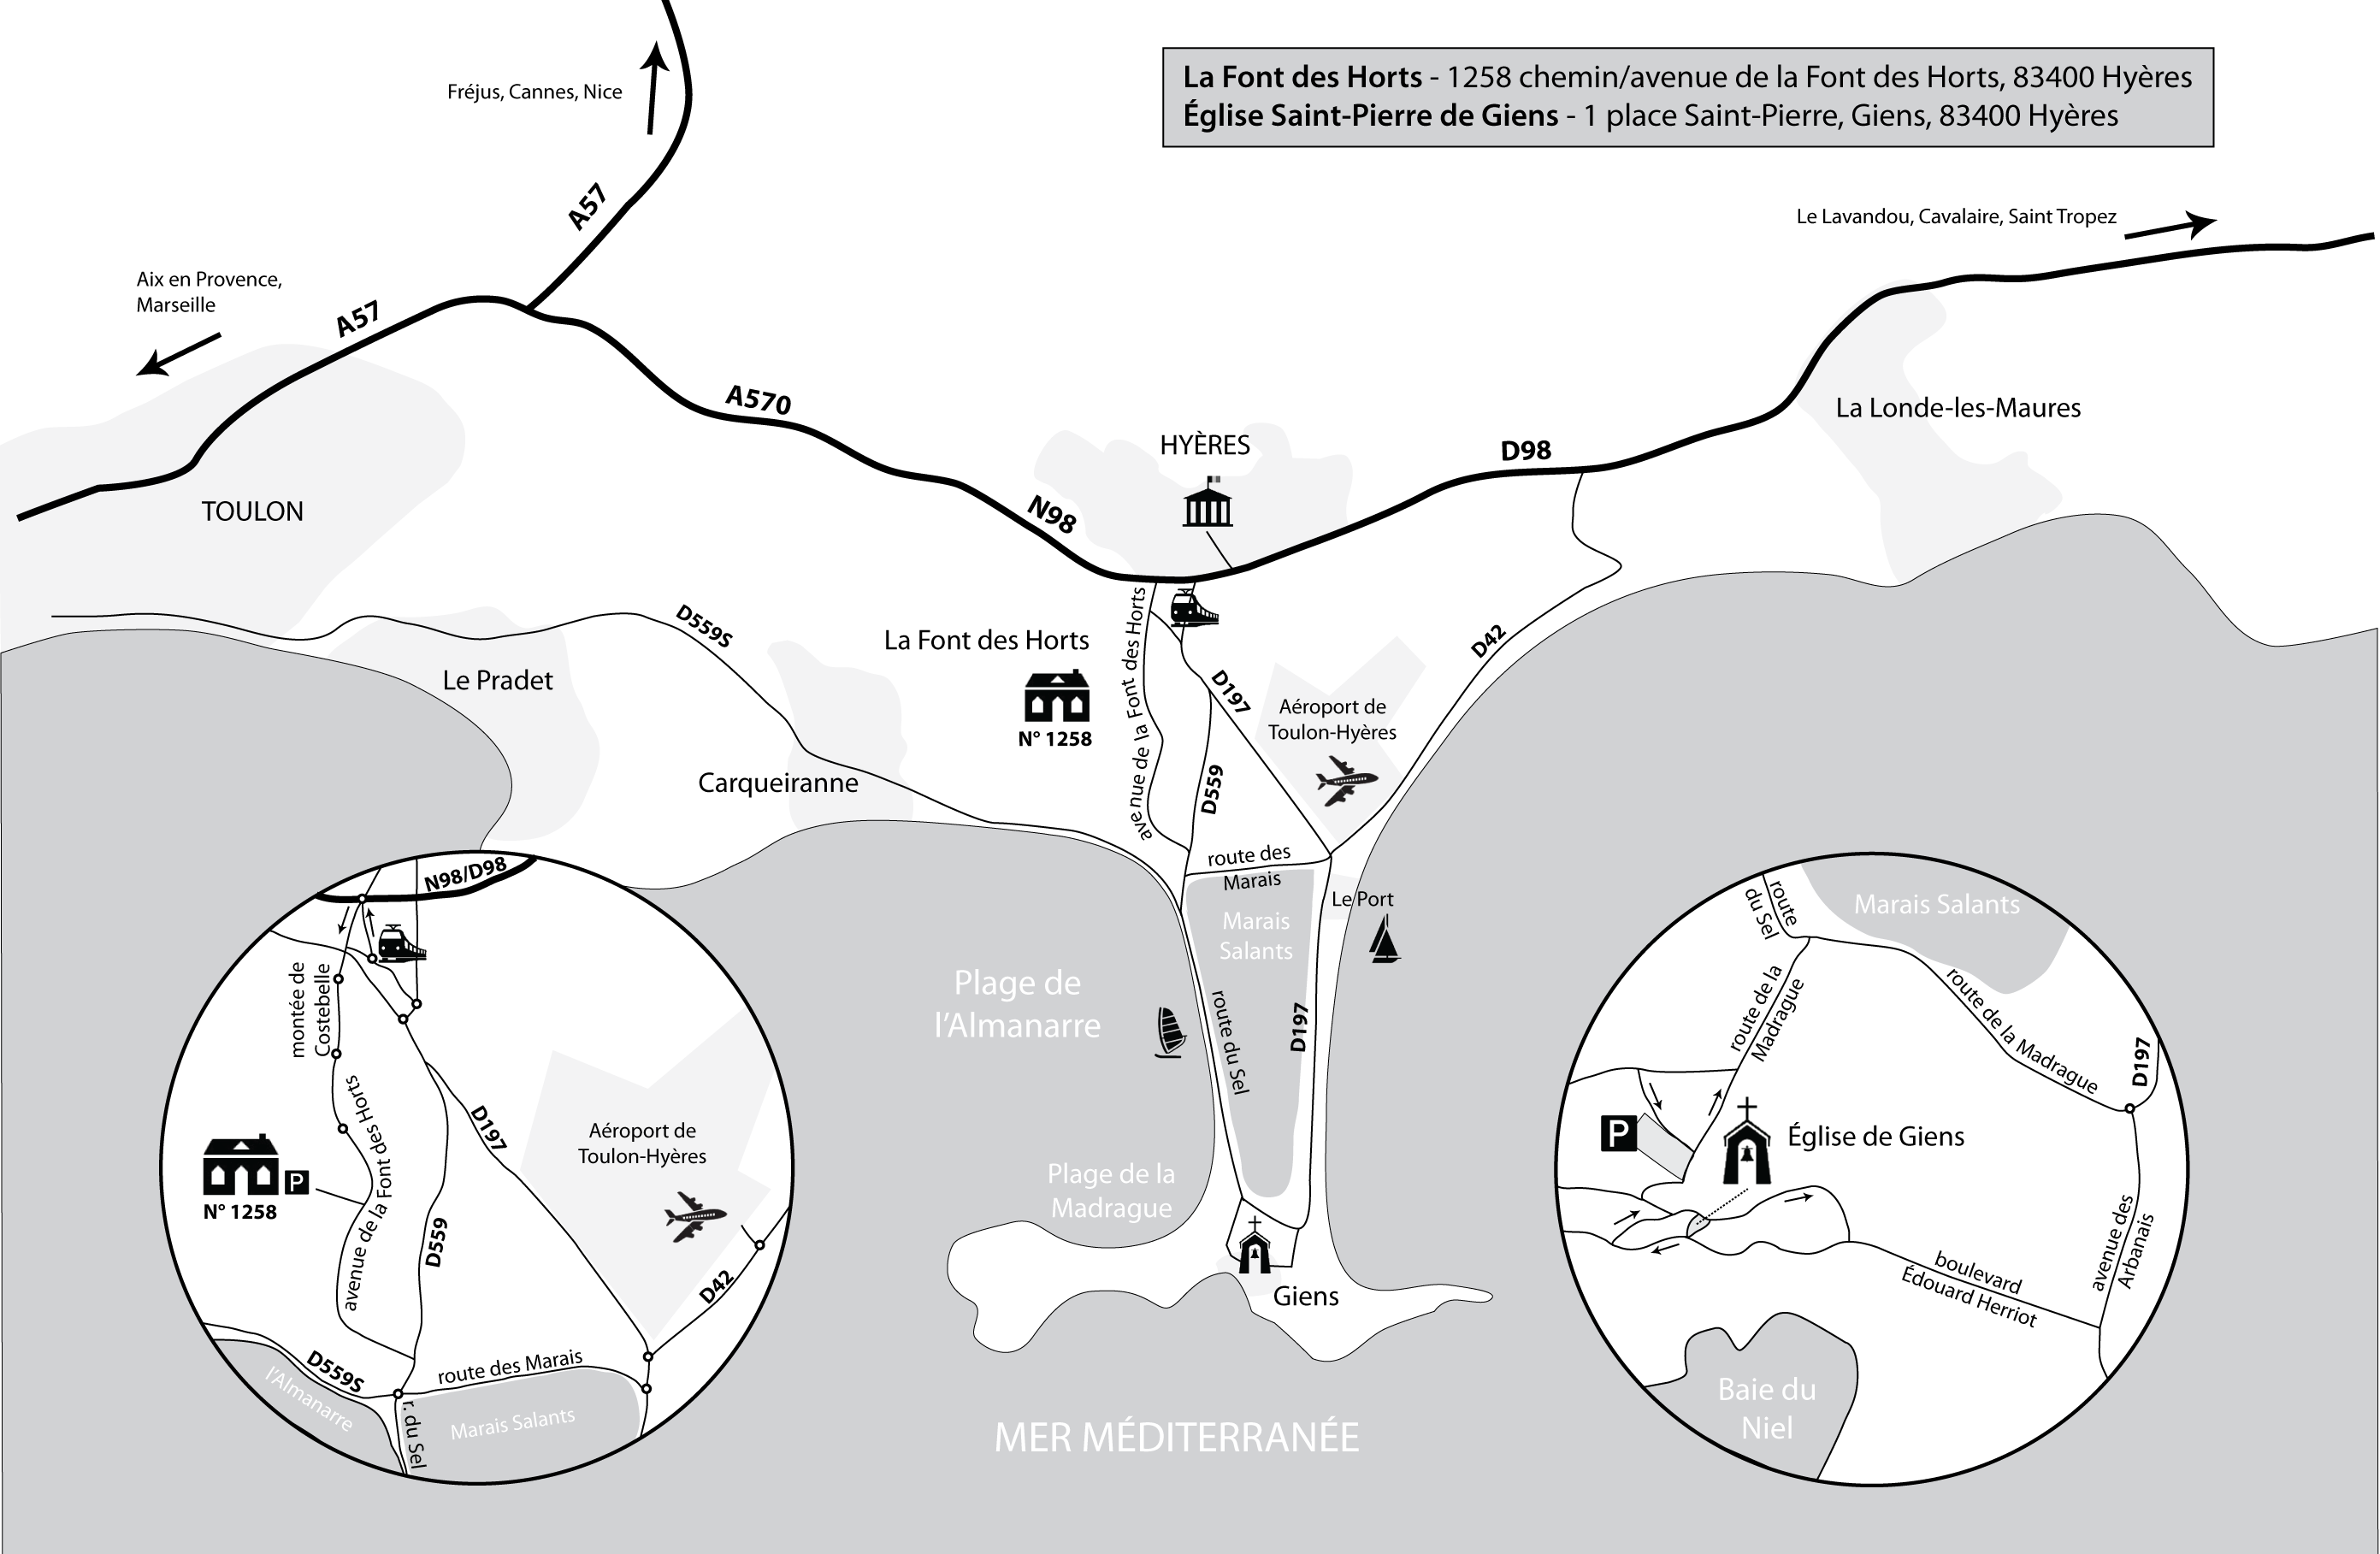 La Font des Horts - 1258 chemin/avenue de la Font des Horts, 83400 Hyères
Église Saint-Pierre de Giens - 1 place Saint-Pierre, Giens, 83400 Hyères
Fréjus, Cannes, Nice
A57
Le Lavandou, Cavalaire, Saint Tropez
Aix en Provence,
Marseille
A57
A570
HYÈRES
D98
La Londe-les-Maures
N98
TOULON
D559S
La Font des Horts
N° 1258
avenue de la Font des Horts
D197
D42
Le Pradet
Aéroport de
Toulon-Hyères
Carqueiranne
D559
route des
Marais
Le Port
Marais
Salants
Plage de
l'Almanarre
route du Sel
D197
Plage de la
Madrague
Giens
MER MÉDITERRANÉE
N98/D98
montée de
Costebelle
avenue de la Font des Horts
P
N° 1258
D197
Aéroport de
Toulon-Hyères
D559
D42
D559S
route des Marais
l'Almanarre
r. du Sel
Marais Salants
route
du Sel
Marais Salants
route de la
Madrague
route de la Madrague
D197
P
Église de Giens
avenue des
Arbanais
boulevard
Édouard Herriot
Baie du
Niel